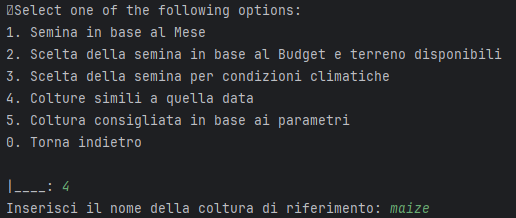 Select one of the following options:
1. Semina in base al Mese
2. Scelta della semina in base al Budget e terreno disponibili
3. Scelta della semina per condizioni climatiche
4. Colture simili a quella data
5. Coltura consigliata in base ai parametri
0. Torna indietro
|____: 4
Inserisci il nome della coltura di riferimento: maize